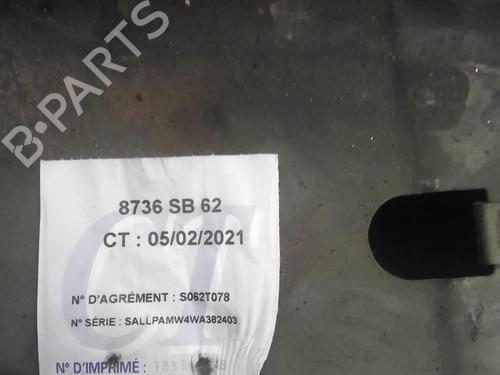 B-PARTS
8736 SB 62
CT : 05/02/2021
N° D'AGRÉMENT : S062T078
N° SÉRIE : SALLPAMW4WA382403
N° D'IMPRIMÉ :